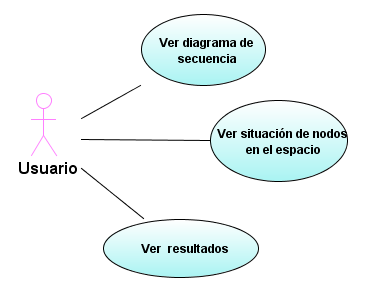 Ver diagrama de
secuencia
Ver situación de nodos
en el espacio
Usuario
Ver resultados